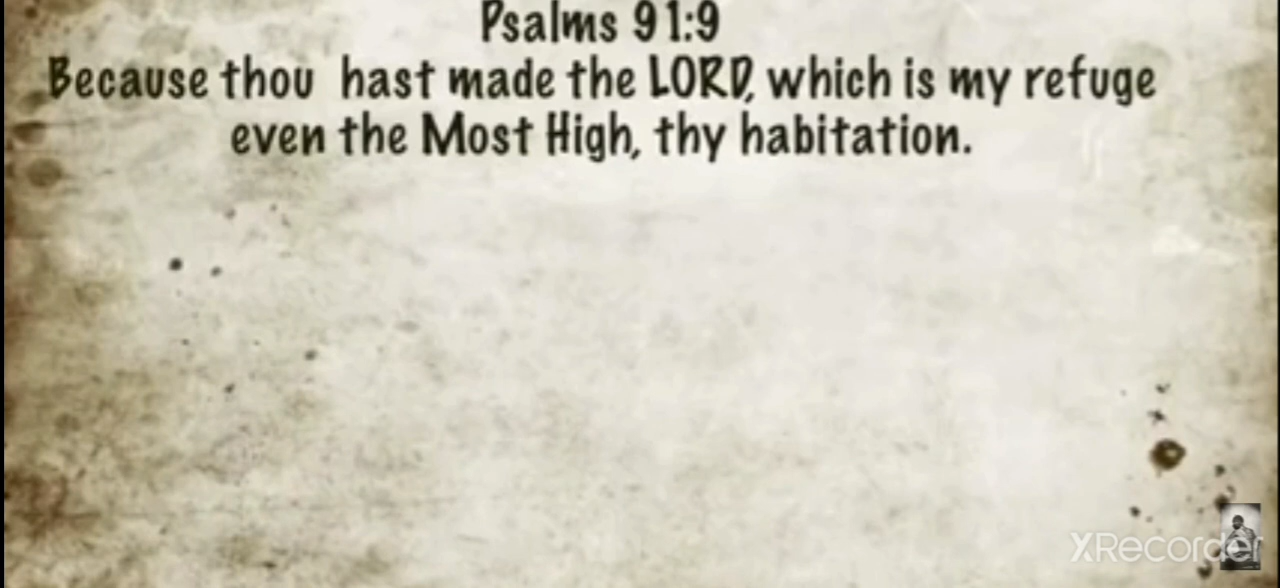 Psalms 91:9
Because thou hast made the LORD, which is my refuge
even the Most High, thy habitation.
XRecorder